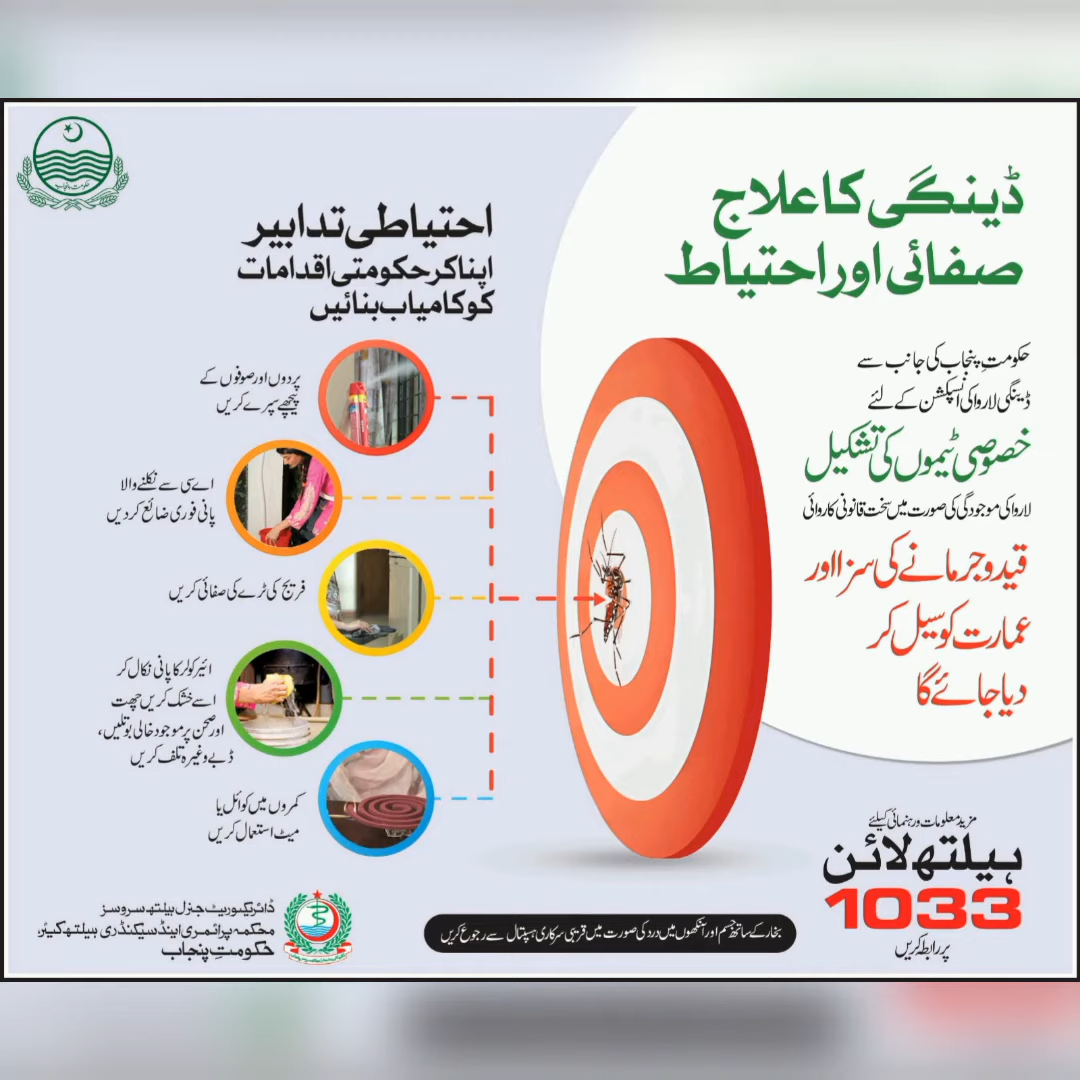 ڈینگی کا علاج
صفائی اور احتیاط
حکومتِ پنجاب کی جانب سے
ڈینگی لاروا کی انسپکشن کے لئے
خصوصی ٹیموں کی تشکیل
لاروا کی موجودگی کی صورت میں سخت قانونی کاروائی
قید و جرمانے کی سزا اور
عمارت کو سیل کر
دیا جائے گا
احتیاطی تدابیر
اپنا کر حکومتی اقدامات
کو کامیاب بنائیں
پردوں اور صوفوں کے
پیچھے سپرے کریں
اے سی سے نکلنے والا
پانی فوری ضائع کر دیں
فریج کی ٹرے کی صفائی کریں
ائیر کولر کا پانی نکال کر
اسے خشک کریں چھت
اور صحن پر موجود خالی بوتلیں،
ڈبے وغیرہ تلف کریں
کمروں میں کوائل یا
میٹ استعمال کریں
مزید معلومات و رہنمائی کیلئے
ہیلتھ لائن
1033
پر رابطہ کریں
بخار کے ساتھ جسم اور آنکھوں میں درد کی صورت میں قریبی سرکاری ہسپتال سے رجوع کریں
ڈائریکٹوریٹ جنرل ہیلتھ سروسز
محکمہ پرائمری اینڈ سیکنڈری ہیلتھ کیئر،
حکومتِ پنجاب